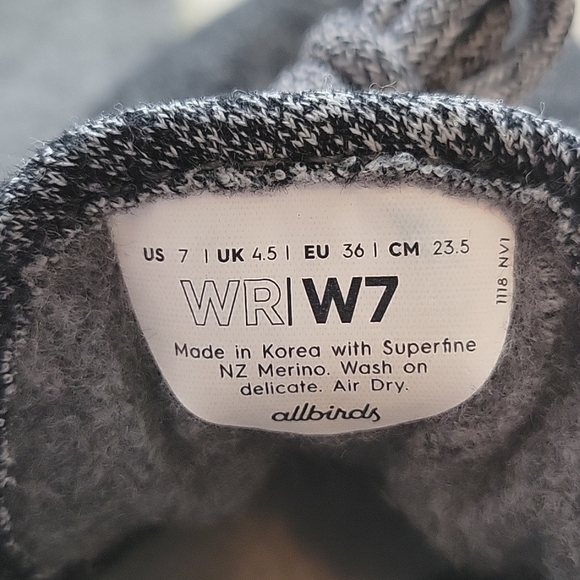 US 7 | UK 4.5 | EU 36 | CM 23.5
WR|W7
Made in Korea with Superfine
NZ Merino. Wash on
delicate. Air Dry.
allbirds
1118 NV1